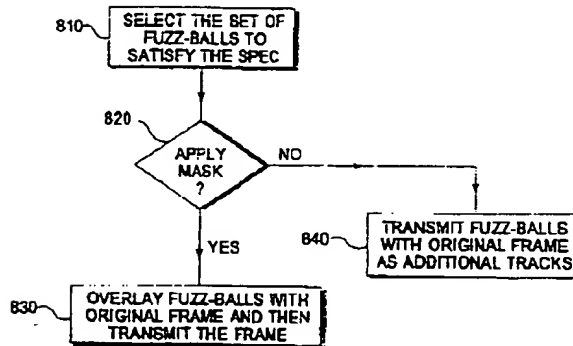 810
SELECT THE SET OF
FUZZ-BALLS TO
SATISFY THE SPEC
820
APPLY
MASK
?
NO
YES
840
TRANSMIT FUZZ-BALLS
WITH ORIGINAL FRAME
AS ADDITIONAL TRACKS
830
OVERLAY FUZZ-BALLS WITH
ORIGINAL FRAME AND THEN
TRANSMIT THE FRAME